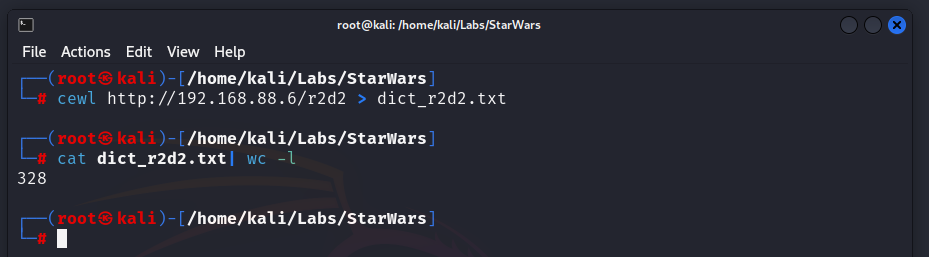 root@kali: /home/kali/Labs/StarWars
File Actions Edit View Help
┌──(root㉿kali)-[/home/kali/Labs/StarWars]
└─# cewl http://192.168.88.6/r2d2 > dict_r2d2.txt
┌──(root㉿kali)-[/home/kali/Labs/StarWars]
└─# cat dict_r2d2.txt| wc -l
328
┌──(root㉿kali)-[/home/kali/Labs/StarWars]
└─#